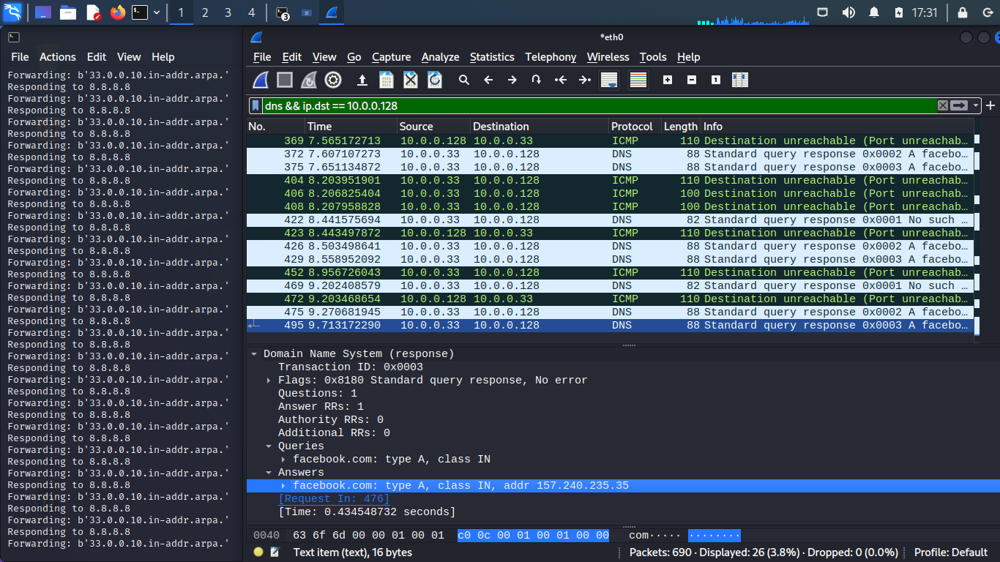 1 2 3 4 3 17:31
File Actions Edit View Help
Forwarding: b'33.0.0.10.in-addr.arpa.'
Responding to 8.8.8.8
Forwarding: b'33.0.0.10.in-addr.arpa.'
Responding to 8.8.8.8
Forwarding: b'33.0.0.10.in-addr.arpa.'
Responding to 8.8.8.8
Forwarding: b'33.0.0.10.in-addr.arpa.'
Responding to 8.8.8.8
Forwarding: b'33.0.0.10.in-addr.arpa.'
Responding to 8.8.8.8
Forwarding: b'33.0.0.10.in-addr.arpa.'
Responding to 8.8.8.8
Forwarding: b'33.0.0.10.in-addr.arpa.'
Responding to 8.8.8.8
Forwarding: b'33.0.0.10.in-addr.arpa.'
Responding to 8.8.8.8
Forwarding: b'33.0.0.10.in-addr.arpa.'
Responding to 8.8.8.8
Forwarding: b'33.0.0.10.in-addr.arpa.'
Responding to 8.8.8.8
Forwarding: b'33.0.0.10.in-addr.arpa.'
Responding to 8.8.8.8
Forwarding: b'33.0.0.10.in-addr.arpa.'
Responding to 8.8.8.8
Forwarding: b'33.0.0.10.in-addr.arpa.'
Responding to 8.8.8.8
Forwarding: b'33.0.0.10.in-addr.arpa.'
Responding to 8.8.8.8
Forwarding: b'33.0.0.10.in-addr.arpa.'
Responding to 8.8.8.8
Forwarding: b'33.0.0.10.in-addr.arpa.'
Responding to 8.8.8.8
Forwarding: b'33.0.0.10.in-addr.arpa.'
Responding to 8.8.8.8
Forwarding: b'33.0.0.10.in-addr.arpa.'
Responding to 8.8.8.8
Forwarding: b'33.0.0.10.in-addr.arpa.'
Responding to 8.8.8.8
Forwarding: b'33.0.0.10.in-addr.arpa.'
Responding to 8.8.8.8
Forwarding: b'33.0.0.10.in-addr.arpa.'
*eth0
File Edit View Go Capture Analyze Statistics Telephony Wireless Tools Help
dns && ip.dst == 10.0.0.128
No. Time Source Destination Protocol Length Info
369 7.565172713 10.0.0.128 10.0.0.33 ICMP 110 Destination unreachable (Port unreachab…
372 7.607107273 10.0.0.33 10.0.0.128 DNS 88 Standard query response 0x0002 A facebo…
375 7.651134872 10.0.0.33 10.0.0.128 DNS 88 Standard query response 0x0003 A facebo…
404 8.203951901 10.0.0.33 10.0.0.128 ICMP 110 Destination unreachable (Port unreachab…
406 8.206825404 10.0.0.33 10.0.0.128 ICMP 100 Destination unreachable (Port unreachab…
408 8.207958828 10.0.0.33 10.0.0.128 ICMP 100 Destination unreachable (Port unreachab…
422 8.441575694 10.0.0.33 10.0.0.128 DNS 82 Standard query response 0x0001 No such …
423 8.443497872 10.0.0.128 10.0.0.33 ICMP 110 Destination unreachable (Port unreachab…
426 8.503498641 10.0.0.33 10.0.0.128 DNS 88 Standard query response 0x0002 A facebo…
429 8.558952092 10.0.0.33 10.0.0.128 DNS 88 Standard query response 0x0003 A facebo…
452 8.956726043 10.0.0.33 10.0.0.128 ICMP 110 Destination unreachable (Port unreachab…
469 9.202408579 10.0.0.33 10.0.0.128 DNS 82 Standard query response 0x0001 No such …
472 9.203468654 10.0.0.128 10.0.0.33 ICMP 110 Destination unreachable (Port unreachab…
475 9.270681945 10.0.0.33 10.0.0.128 DNS 88 Standard query response 0x0002 A facebo…
495 9.713172290 10.0.0.33 10.0.0.128 DNS 88 Standard query response 0x0003 A facebo…
Domain Name System (response)
Transaction ID: 0x0003
Flags: 0x8180 Standard query response, No error
Questions: 1
Answer RRs: 1
Authority RRs: 0
Additional RRs: 0
Queries
facebook.com: type A, class IN
Answers
facebook.com: type A, class IN, addr 157.240.235.35
[Request In: 476]
[Time: 0.434548732 seconds]
0040 63 6f 6d 00 00 01 00 01 c0 0c 00 01 00 01 00 00 com····· ········
Text item (text), 16 bytes
Packets: 690 · Displayed: 26 (3.8%) · Dropped: 0 (0.0%)
Profile: Default